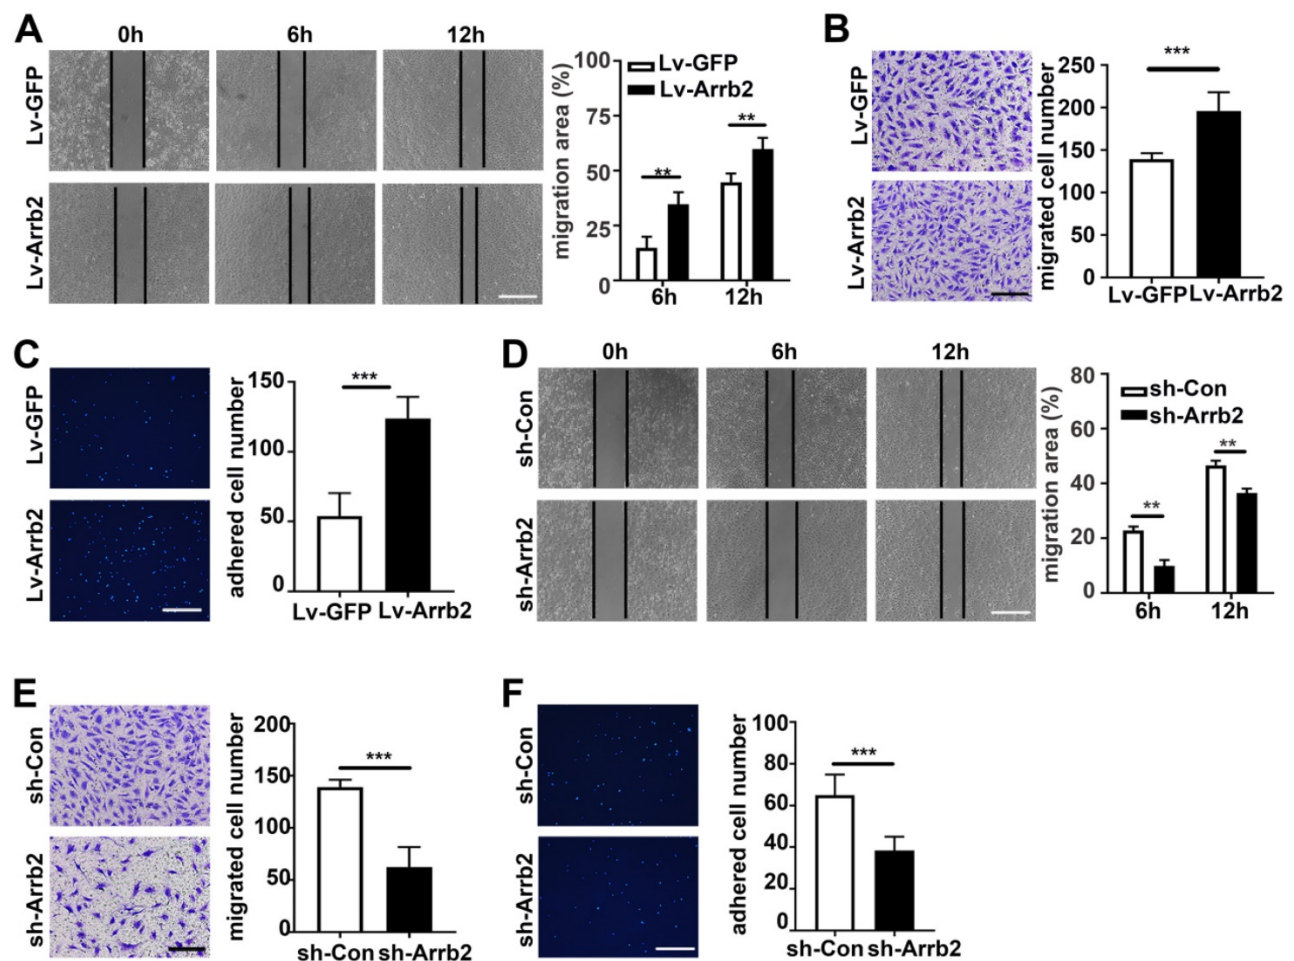 A
0h 6h 12h
Lv-GFP
Lv-Arrb2
migration area (%)
100
75
50
25
0
Lv-GFP
Lv-Arrb2
**
**
6h 12h
B
Lv-GFP
Lv-Arrb2
migrated cell number
250
200
150
100
50
0
***
Lv-GFP Lv-Arrb2
C
Lv-GFP
Lv-Arrb2
adhered cell number
150
100
50
0
***
Lv-GFP Lv-Arrb2
D
0h 6h 12h
sh-Con
sh-Arrb2
migration area (%)
80
60
40
20
0
sh-Con
sh-Arrb2
**
**
6h 12h
E
sh-Con
sh-Arrb2
migrated cell number
200
150
100
50
0
***
sh-Con sh-Arrb2
F
sh-Con
sh-Arrb2
adhered cell number
100
80
60
40
20
0
***
sh-Con sh-Arrb2